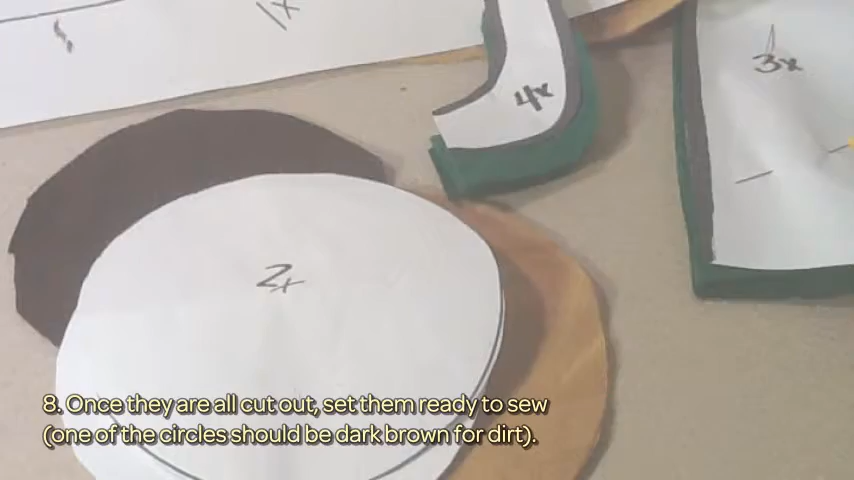 1x
4x
3x
2x
8. Once they are all cut out, set them ready to sew
(one of the circles should be dark brown for dirt).